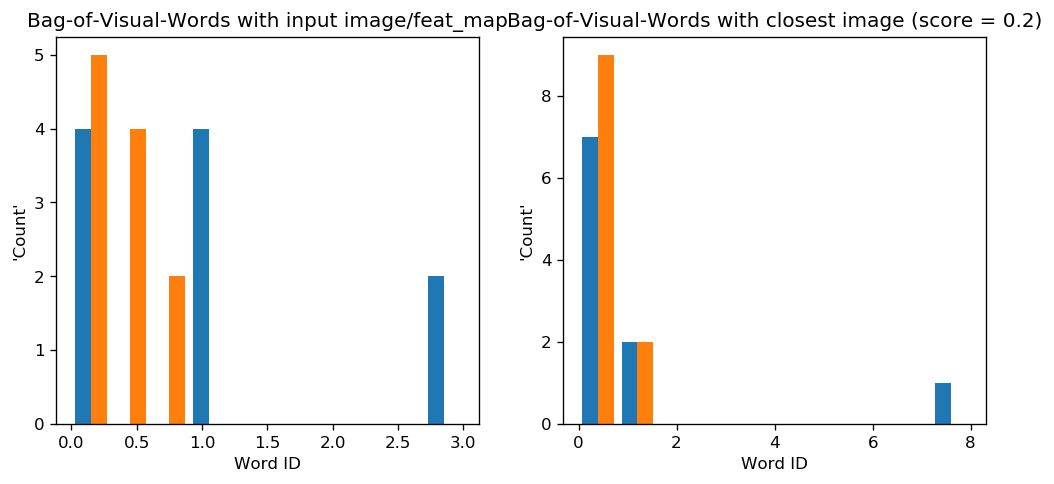 Bag-of-Visual-Words with input image/feat_map
5
4
3
2
1
0
'Count'
0.0 0.5 1.0 1.5 2.0 2.5 3.0
Word ID
Bag-of-Visual-Words with closest image (score = 0.2)
8
6
4
2
0
'Count'
0 2 4 6 8
Word ID